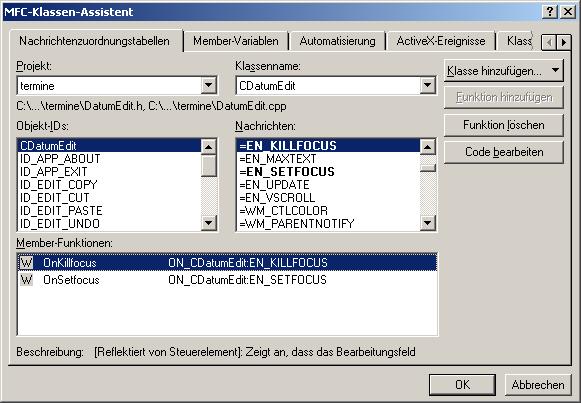 MFC-Klassen-Assistent
Nachrichtenzuordnungstabellen Member-Variablen Automatisierung ActiveX-Ereignisse Klass
Projekt: Klassenname:
termine CDatumEdit
Klasse hinzufügen...
C:\...\termine\DatumEdit.h, C:\...\termine\DatumEdit.cpp
Funktion hinzufügen
Objekt-IDs: Nachrichten:
Funktion löschen
Code bearbeiten
CDatumEdit =EN_KILLFOCUS
ID_APP_ABOUT =EN_MAXTEXT
ID_APP_EXIT =EN_SETFOCUS
ID_EDIT_COPY =EN_UPDATE
ID_EDIT_CUT =EN_VSCROLL
ID_EDIT_PASTE =WM_CTLCOLOR
ID_EDIT_UNDO =WM_PARENTNOTIFY
Member-Funktionen:
W OnKillfocus ON_CDatumEdit:EN_KILLFOCUS
W OnSetfocus ON_CDatumEdit:EN_SETFOCUS
Beschreibung: [Reflektiert von Steuerelement]: Zeigt an, dass das Bearbeitungsfeld
OK Abbrechen